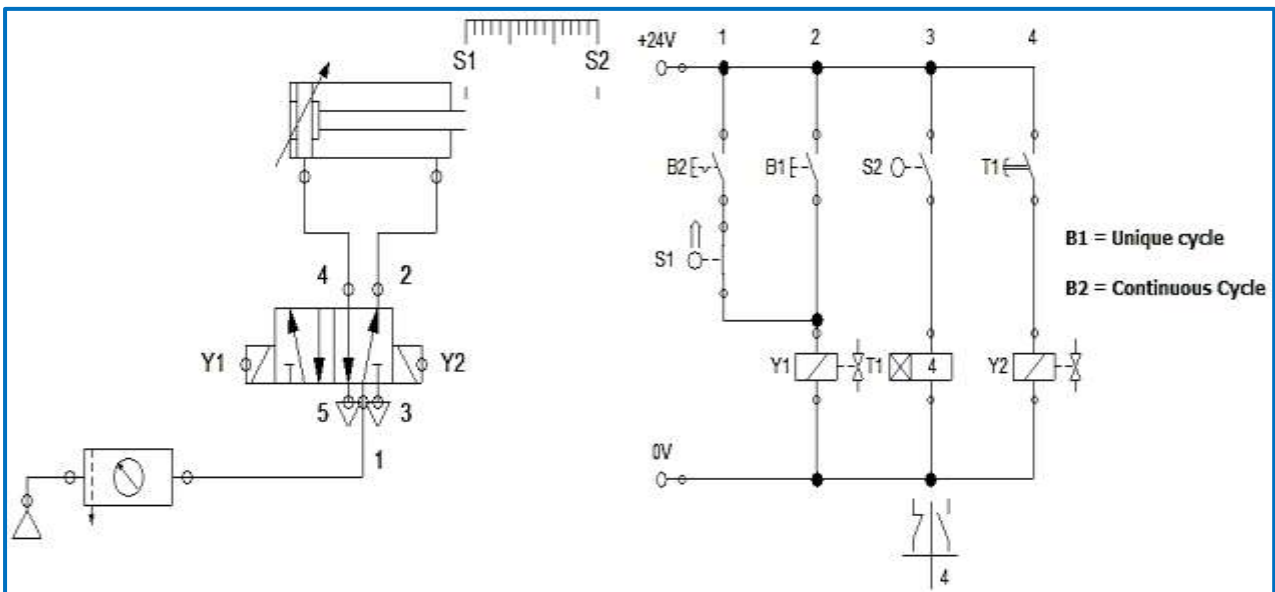 S1 S2
4 2
Y1 Y2
5 3
1
1 2 3 4
+24V
B2 B1 S2 T1
S1
B1 = Unique cycle
B2 = Continuous Cycle
Y1 T1 4 Y2
0V
4